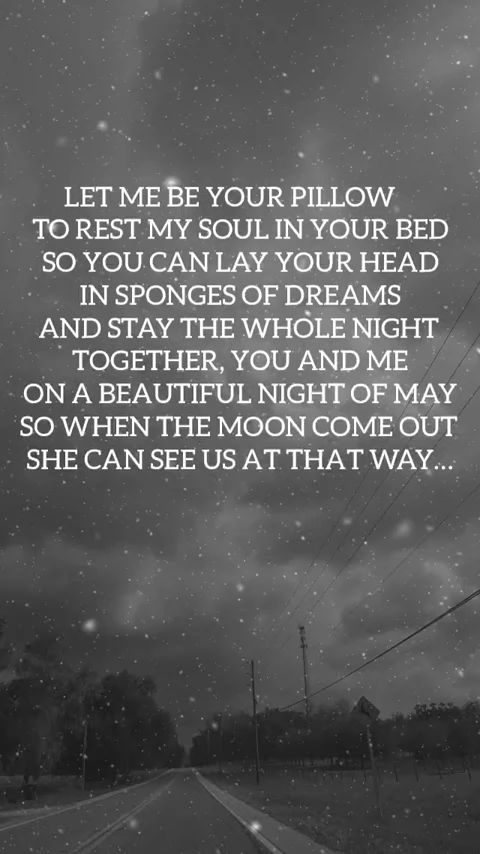 LET ME BE YOUR PILLOW
TO REST MY SOUL IN YOUR BED
SO YOU CAN LAY YOUR HEAD
IN SPONGES OF DREAMS
AND STAY THE WHOLE NIGHT
TOGETHER, YOU AND ME
ON A BEAUTIFUL NIGHT OF MAY
SO WHEN THE MOON COME OUT
SHE CAN SEE US AT THAT WAY...